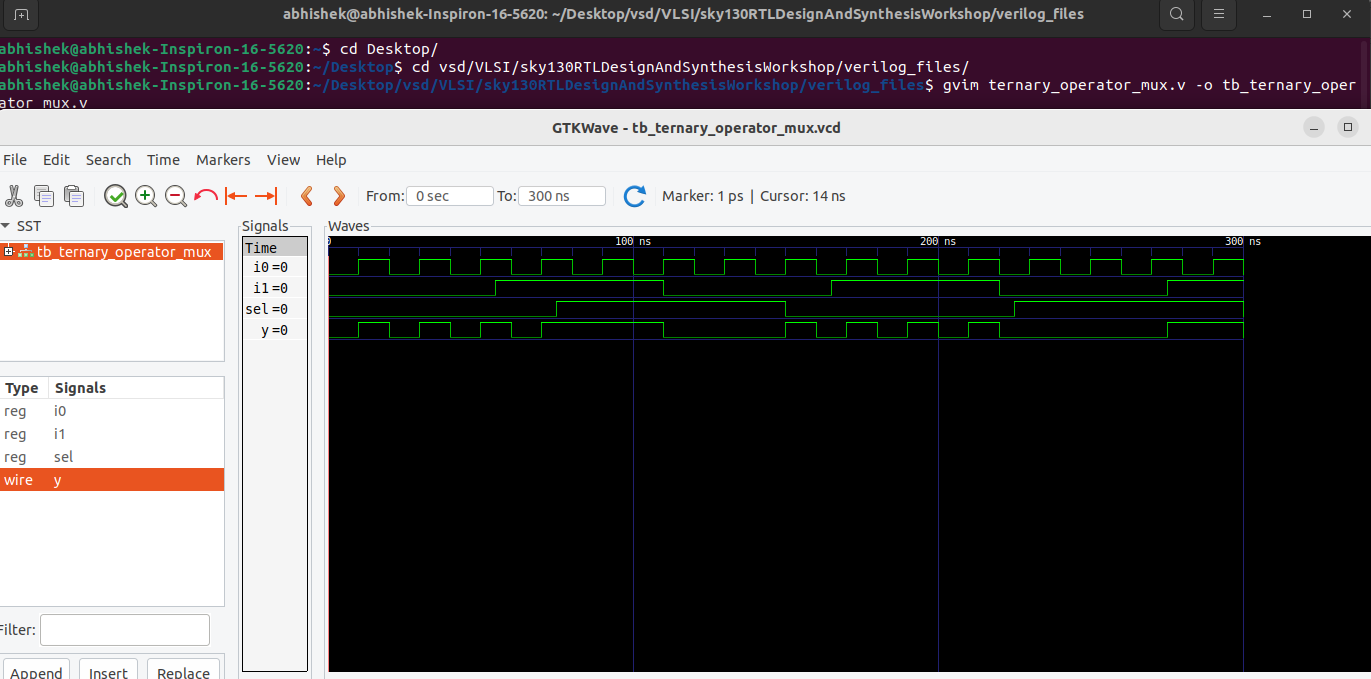 abhishek@abhishek-Inspiron-16-5620: ~/Desktop/vsd/VLSI/sky130RTLDesignAndSynthesisWorkshop/verilog_files
abhishek@abhishek-Inspiron-16-5620:~$ cd Desktop/
abhishek@abhishek-Inspiron-16-5620:~/Desktop$ cd vsd/VLSI/sky130RTLDesignAndSynthesisWorkshop/verilog_files/
abhishek@abhishek-Inspiron-16-5620:~/Desktop/vsd/VLSI/sky130RTLDesignAndSynthesisWorkshop/verilog_files$ gvim ternary_operator_mux.v -o tb_ternary_oper
ator_mux.v
GTKWave - tb_ternary_operator_mux.vcd
File Edit Search Time Markers View Help
From: 0 sec To: 300 ns Marker: 1 ps | Cursor: 14 ns
SST
tb_ternary_operator_mux
Type Signals
reg i0
reg i1
reg sel
wire y
Filter:
Append Insert Replace
Signals
Time
i0 =0
i1 =0
sel =0
y =0
Waves
0 100 ns 200 ns 300 ns